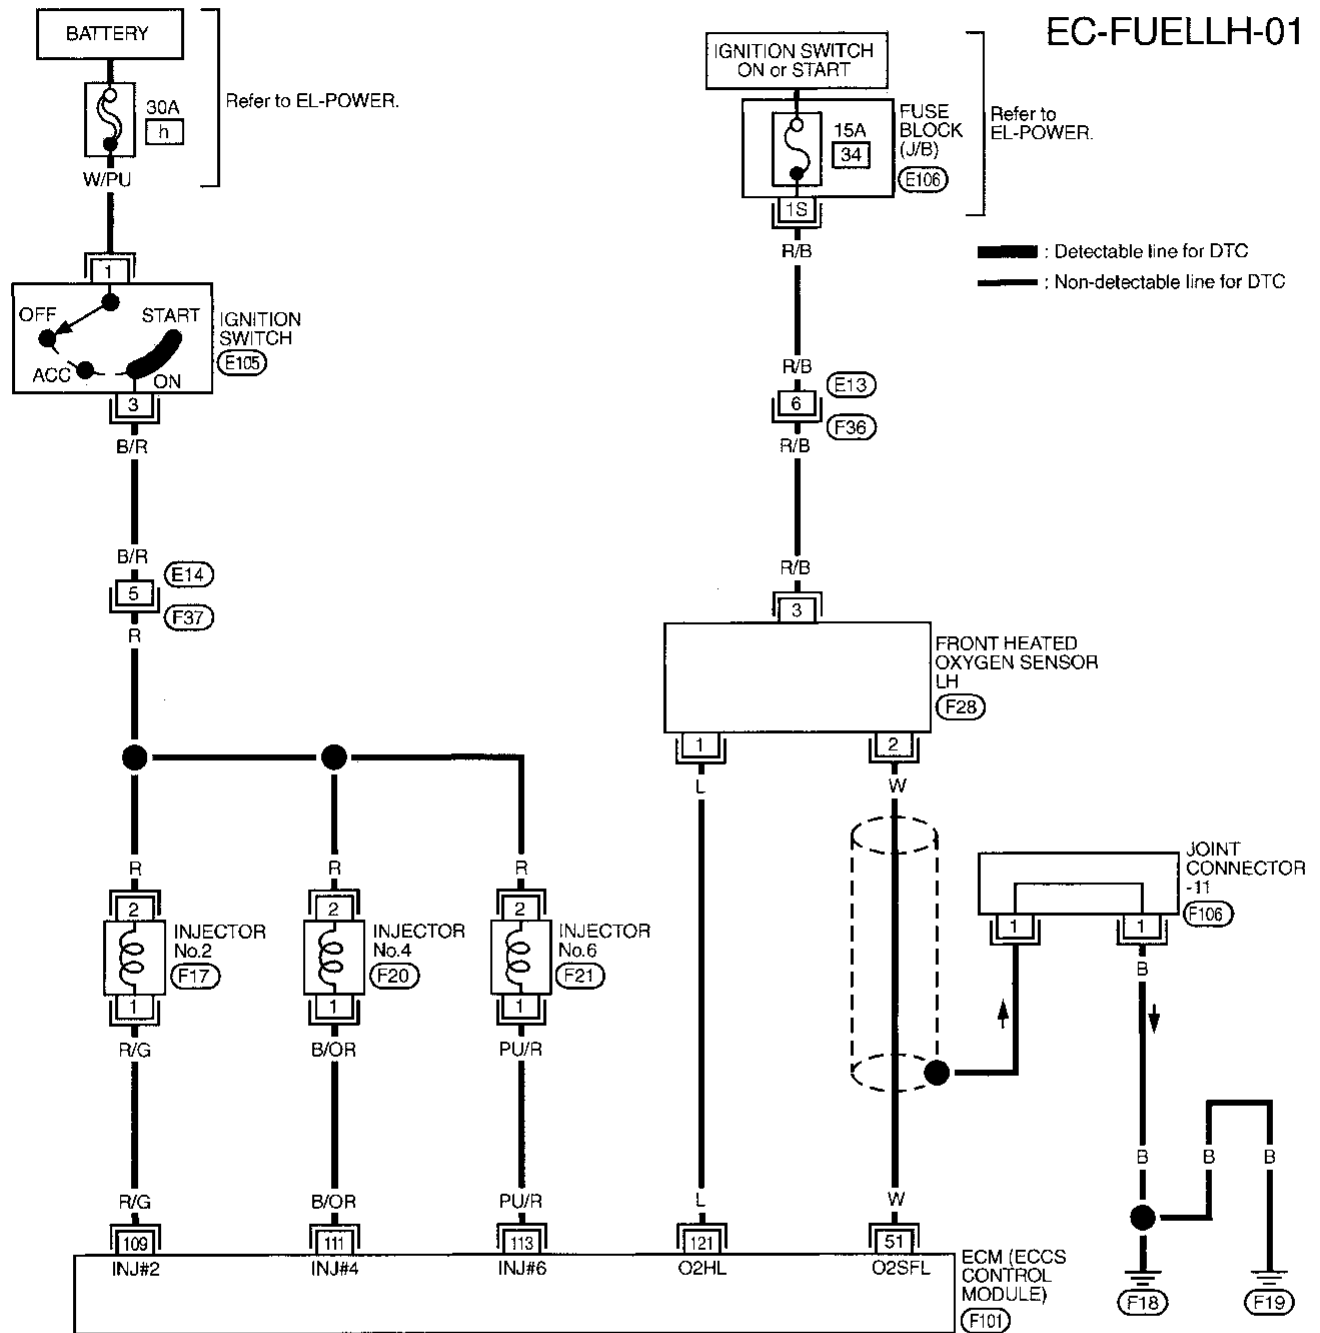 EC-FUELLH-01
BATTERY
30A
h
Refer to EL-POWER.
W/PU
1
OFF
START
ACC
ON
IGNITION
SWITCH
E105
3
B/R
B/R
5
E14
F37
R
IGNITION SWITCH
ON or START
15A
34
FUSE
BLOCK
(J/B)
E106
Refer to
EL-POWER.
1S
R/B
: Detectable line for DTC
: Non-detectable line for DTC
R/B
6
E13
F36
R/B
R/B
3
FRONT HEATED
OXYGEN SENSOR
LH
F28
1
2
L
W
R
R
R
2
2
2
INJECTOR
No.2
F17
INJECTOR
No.4
F20
INJECTOR
No.6
F21
1
1
1
R/G
B/OR
PU/R
JOINT
CONNECTOR
-11
F106
1
1
B
B
B
B
F18
F19
R/G
B/OR
PU/R
L
W
109
111
113
121
51
INJ#2
INJ#4
INJ#6
O2HL
O2SFL
ECM (ECCS
CONTROL
MODULE)
F101